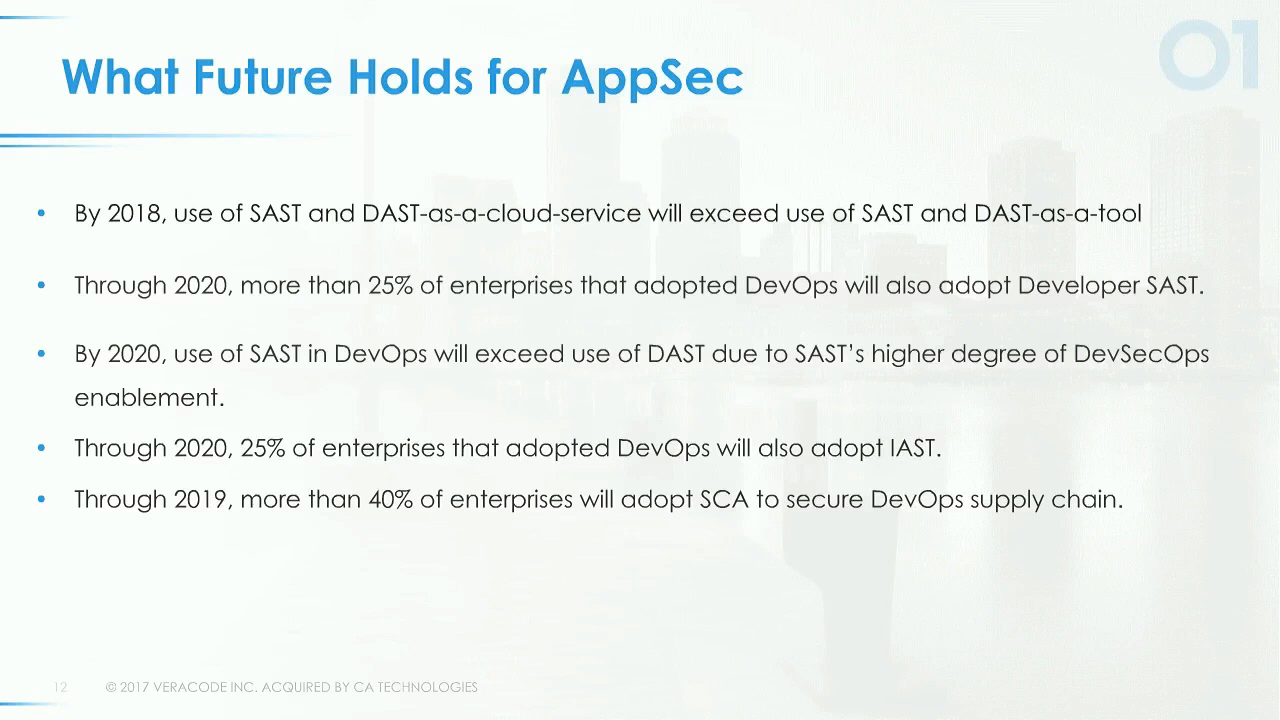 01
What Future Holds for AppSec
• By 2018, use of SAST and DAST-as-a-cloud-service will exceed use of SAST and DAST-as-a-tool
• Through 2020, more than 25% of enterprises that adopted DevOps will also adopt Developer SAST.
• By 2020, use of SAST in DevOps will exceed use of DAST due to SAST’s higher degree of DevSecOps
enablement.
• Through 2020, 25% of enterprises that adopted DevOps will also adopt IAST.
• Through 2019, more than 40% of enterprises will adopt SCA to secure DevOps supply chain.
12 © 2017 VERACODE INC. ACQUIRED BY CA TECHNOLOGIES